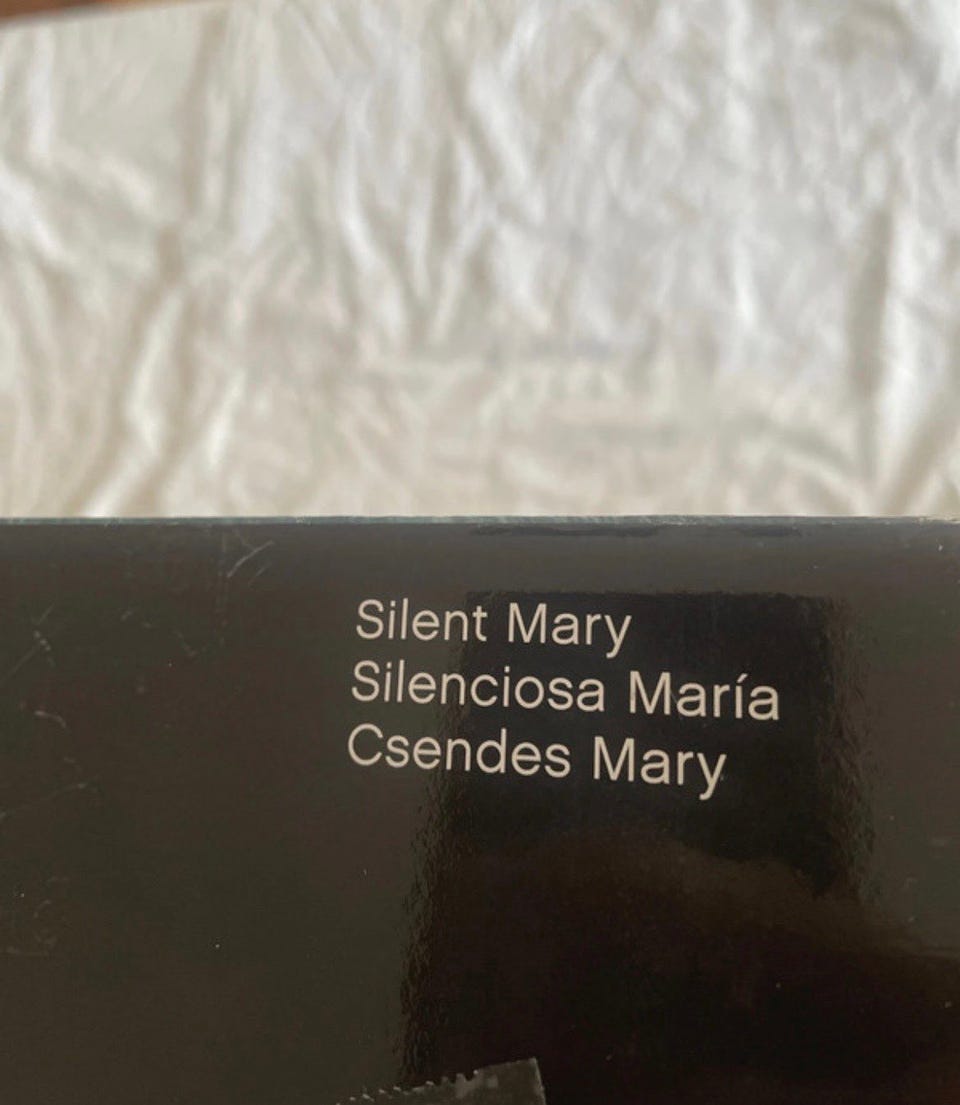 Silent Mary
Silenciosa María
Csendes Mary